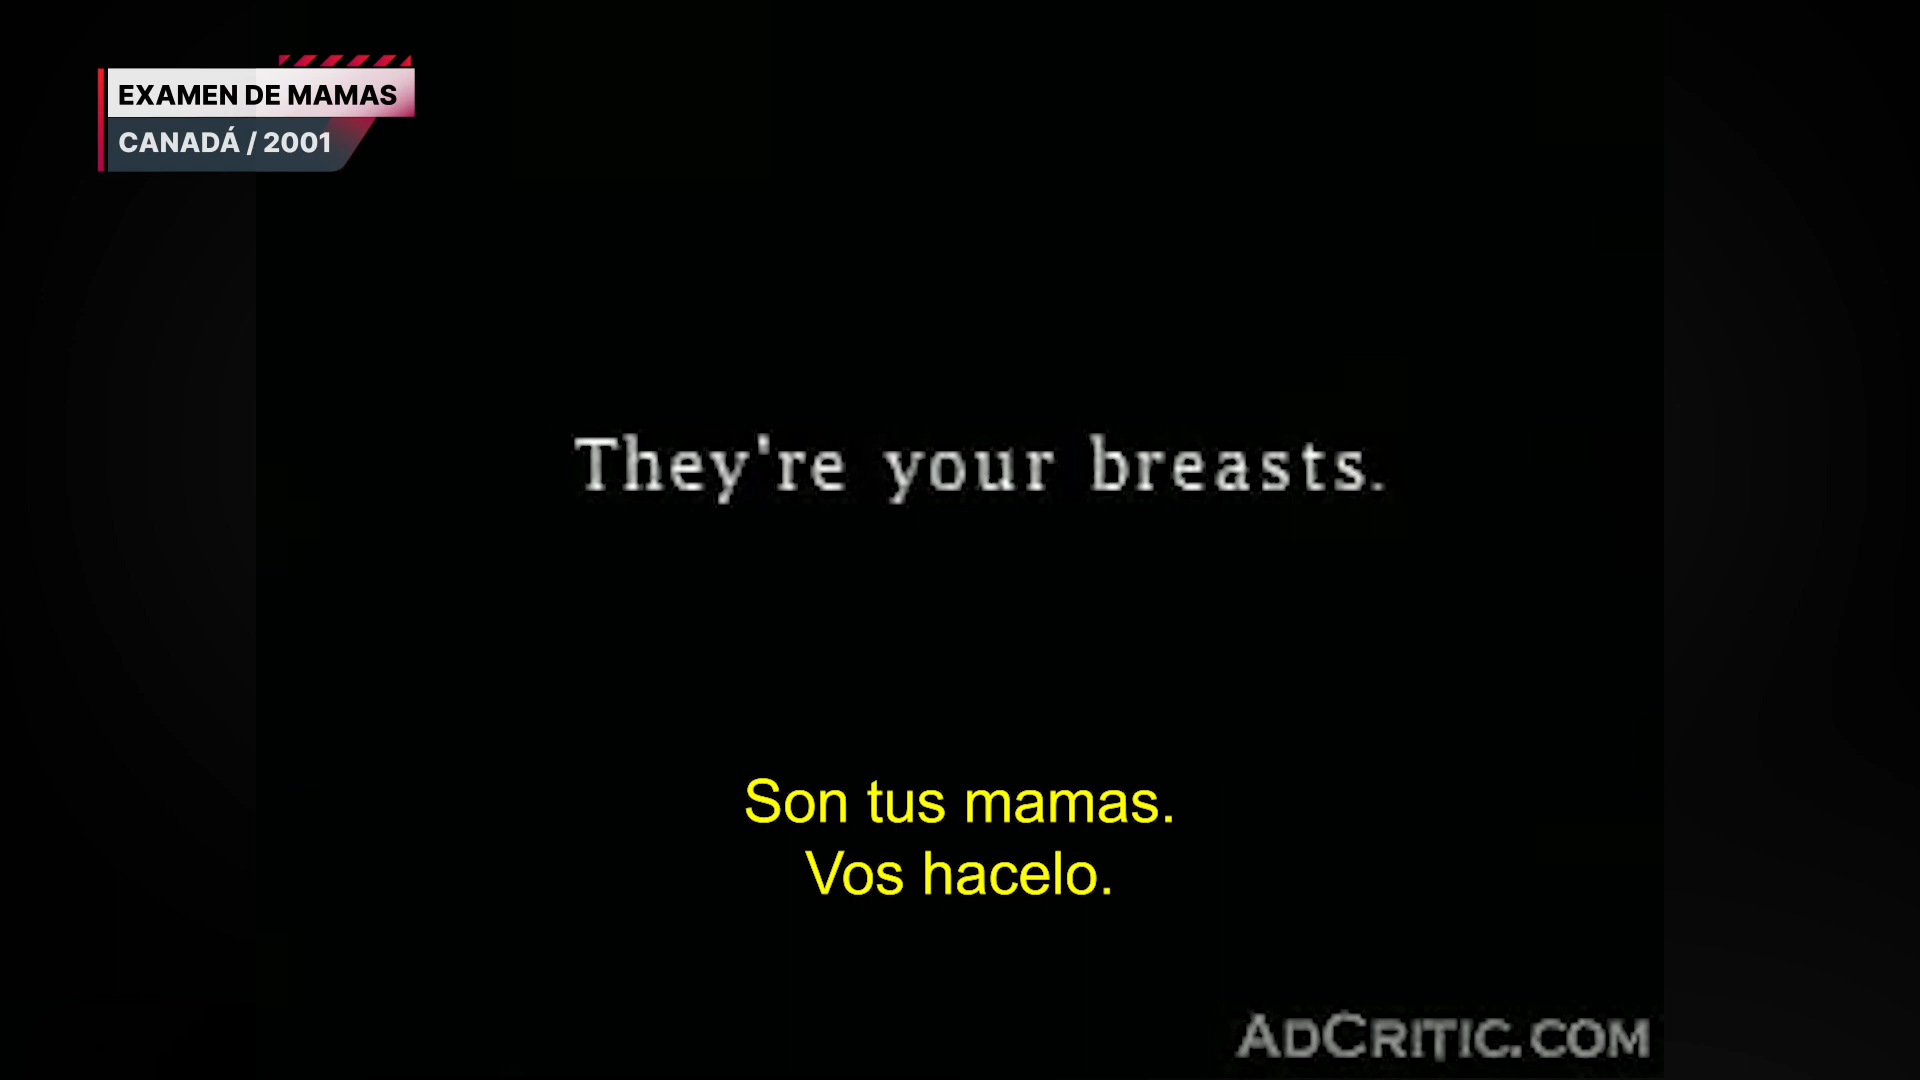 EXAMEN DE MAMAS
CANADÁ / 2001
They're your breasts.
Son tus mamas.
Vos hacelo.
ADCRITIC.COM